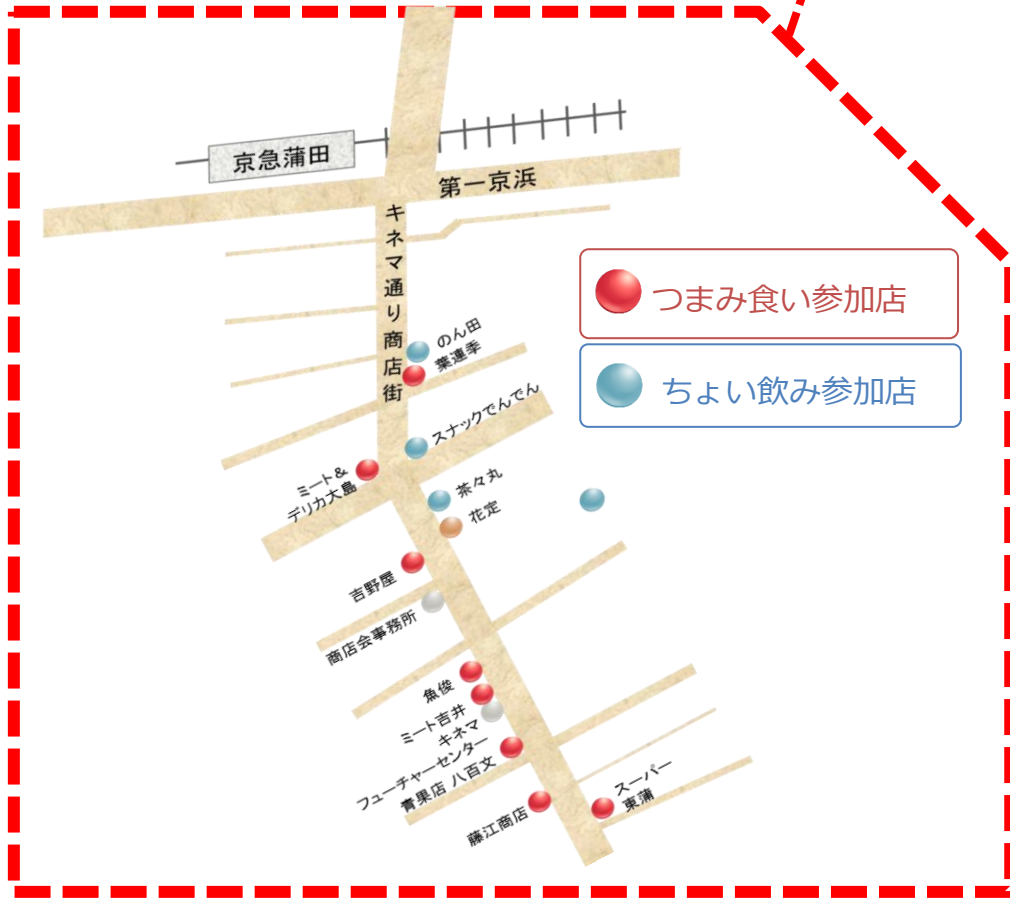 京急蒲田
第一京浜
キネマ通り商店街
つまみ食い参加店
ちょい飲み参加店
のん田
葉連季
スナックでんでん
ミート&
デリカ大島
茶々丸
花定
吉野屋
商店会事務所
魚俊
ミート吉井
キネマ
フューチャーセンター
青果店 八百文
藤江商店
スーパー
東蒲